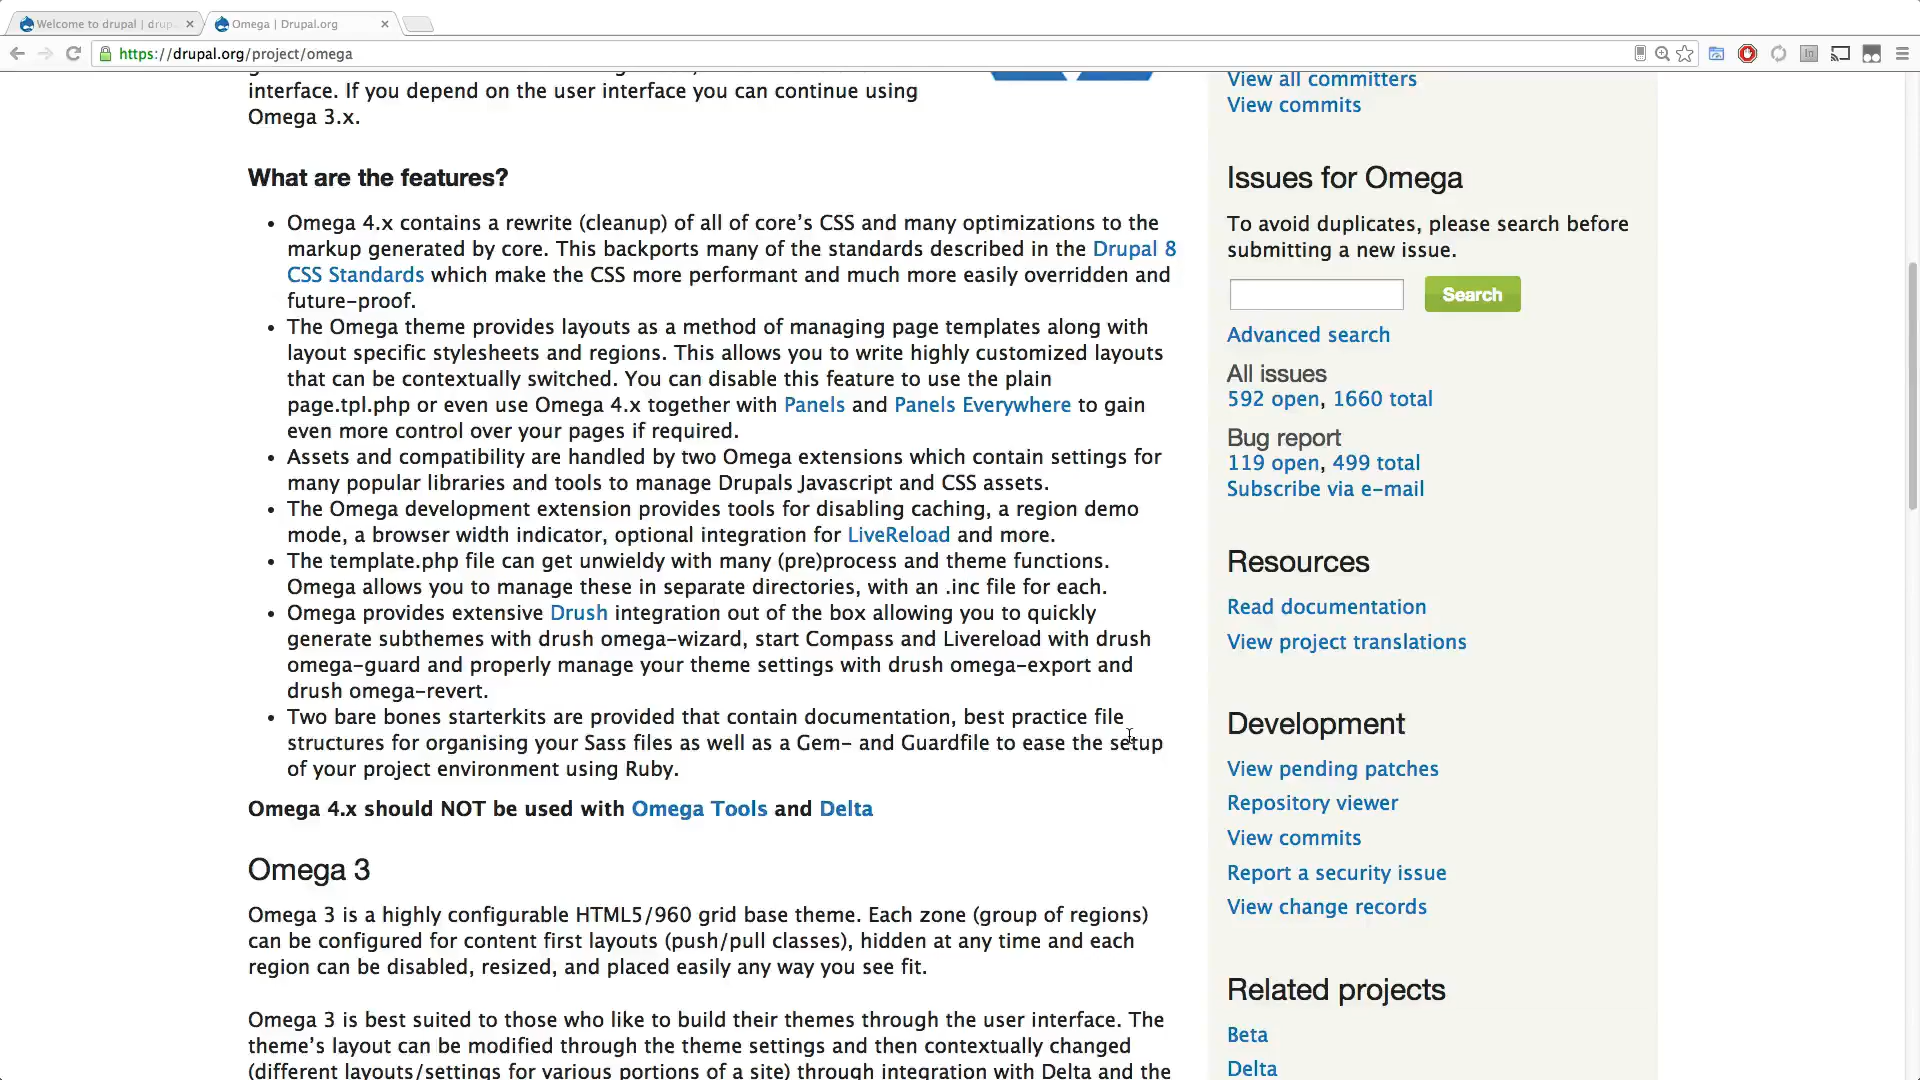 Welcome to drupal | drup
Omega | Drupal.org
https://drupal.org/project/omega
interface. If you depend on the user interface you can continue using
Omega 3.x.
What are the features?
• Omega 4.x contains a rewrite (cleanup) of all of core's CSS and many optimizations to the
markup generated by core. This backports many of the standards described in the Drupal 8
CSS Standards which make the CSS more performant and much more easily overridden and
future-proof.
• The Omega theme provides layouts as a method of managing page templates along with
layout specific stylesheets and regions. This allows you to write highly customized layouts
that can be contextually switched. You can disable this feature to use the plain
page.tpl.php or even use Omega 4.x together with Panels and Panels Everywhere to gain
even more control over your pages if required.
• Assets and compatibility are handled by two Omega extensions which contain settings for
many popular libraries and tools to manage Drupals Javascript and CSS assets.
• The Omega development extension provides tools for disabling caching, a region demo
mode, a browser width indicator, optional integration for LiveReload and more.
• The template.php file can get unwieldy with many (pre)process and theme functions.
Omega allows you to manage these in separate directories, with an .inc file for each.
• Omega provides extensive Drush integration out of the box allowing you to quickly
generate subthemes with drush omega-wizard, start Compass and Livereload with drush
omega-guard and properly manage your theme settings with drush omega-export and
drush omega-revert.
• Two bare bones starterkits are provided that contain documentation, best practice file
structures for organising your Sass files as well as a Gem- and Guardfile to ease the setup
of your project environment using Ruby.
Omega 4.x should NOT be used with Omega Tools and Delta
Omega 3
Omega 3 is a highly configurable HTML5/960 grid base theme. Each zone (group of regions)
can be configured for content first layouts (push/pull classes), hidden at any time and each
region can be disabled, resized, and placed easily any way you see fit.
Omega 3 is best suited to those who like to build their themes through the user interface. The
theme's layout can be modified through the theme settings and then contextually changed
(different layouts/settings for various portions of a site) through integration with Delta and the
View all committers
View commits
Issues for Omega
To avoid duplicates, please search before
submitting a new issue.
Search
Advanced search
All issues
592 open, 1660 total
Bug report
119 open, 499 total
Subscribe via e-mail
Resources
Read documentation
View project translations
Development
View pending patches
Repository viewer
View commits
Report a security issue
View change records
Related projects
Beta
Delta